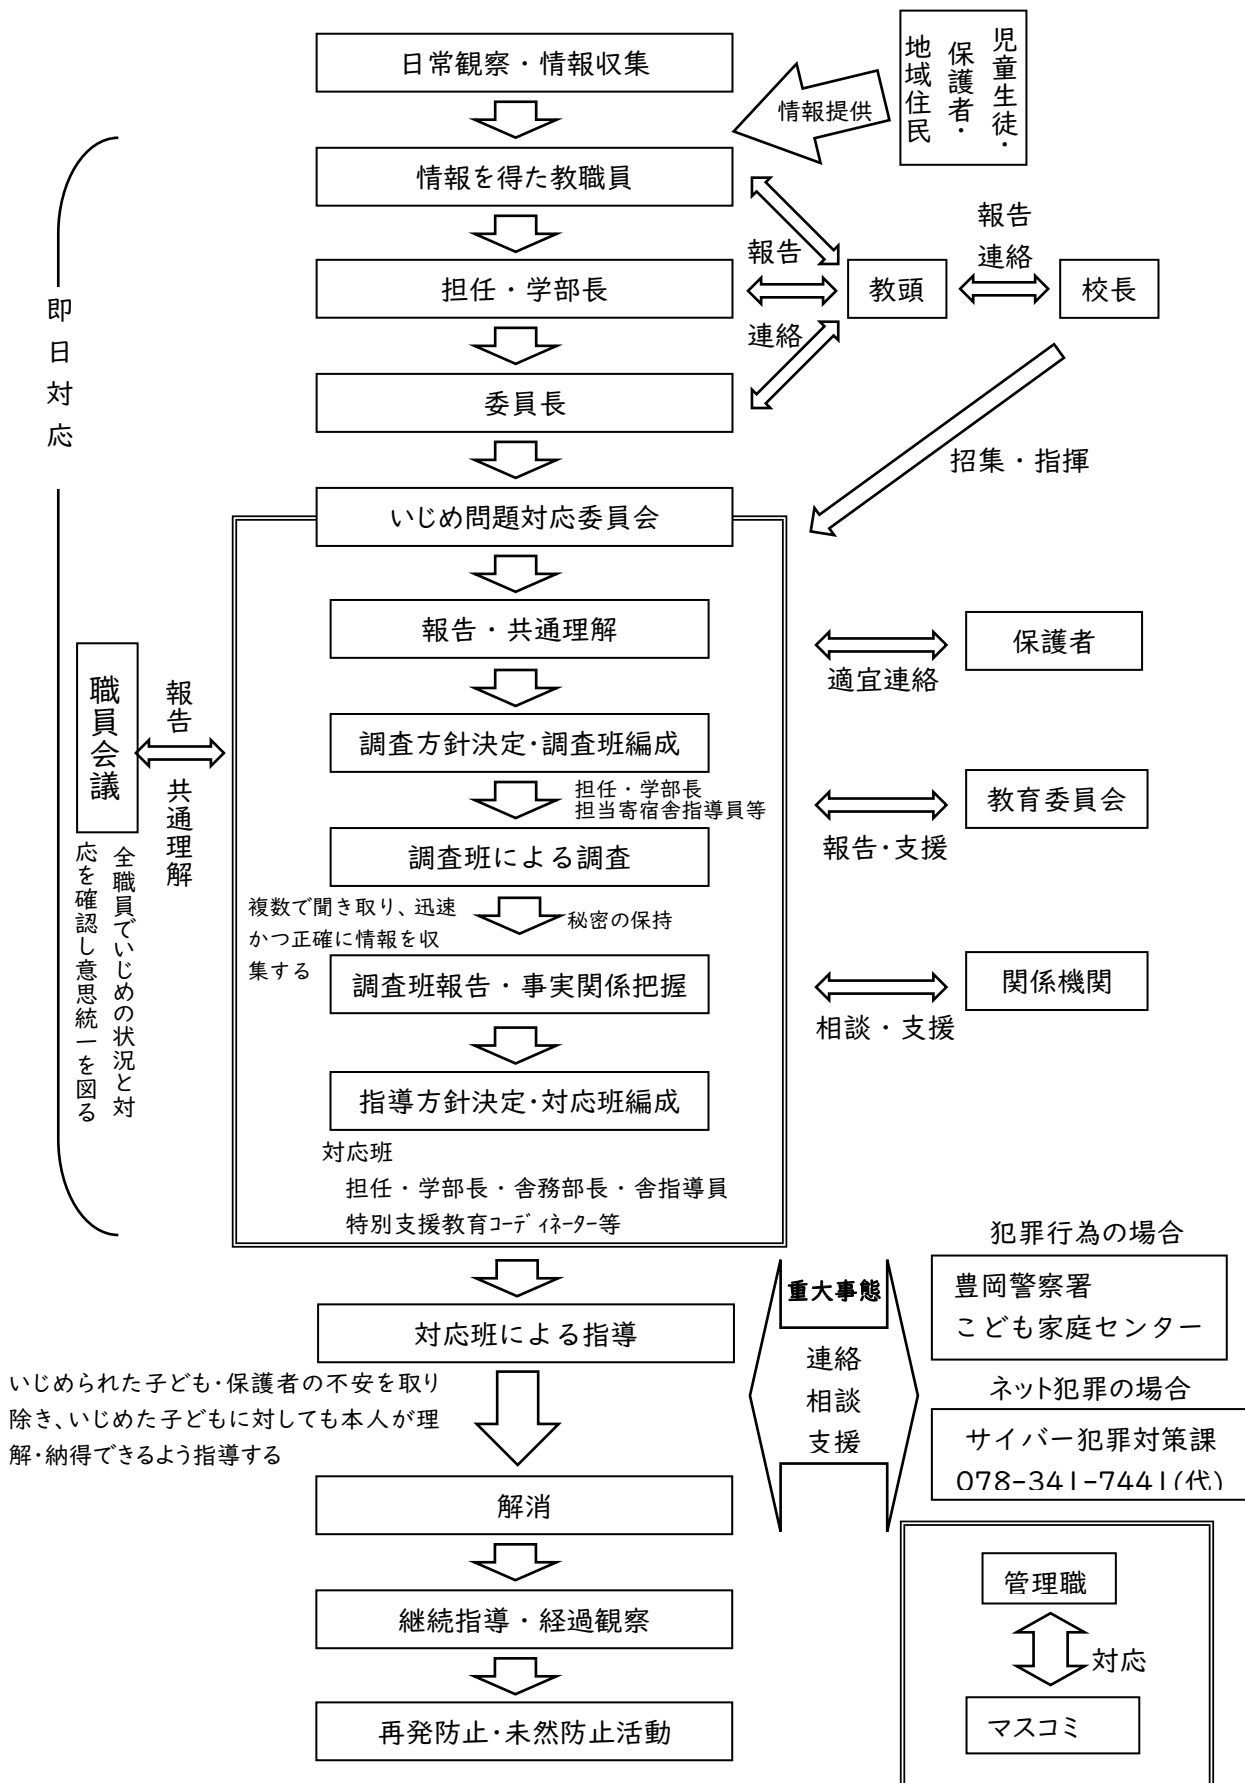 日常観察・情報収集
児童生徒・
保護者・
地域住民
情報提供
情報を得た教職員
報告
連絡
担任・学部長
報告
連絡
教頭
校長
即日対応
委員長
招集・指揮
いじめ問題対応委員会
報告・共通理解
保護者
適宜連絡
職員会議
報告
共通理解
全職員でいじめの状況と対
応を確認し意思統一を図る
調査方針決定・調査班編成
担任・学部長
担当寄宿舎指導員等
教育委員会
報告・支援
調査班による調査
複数で聞き取り、迅速
かつ正確に情報を収
集する
秘密の保持
調査班報告・事実関係把握
関係機関
相談・支援
指導方針決定・対応班編成
対応班
担任・学部長・舎務部長・舎指導員
特別支援教育ｺｰﾃﾞｨﾈｰﾀｰ等
犯罪行為の場合
重大事態
豊岡警察署
こども家庭センター
対応班による指導
連絡
相談
支援
いじめられた子ども・保護者の不安を取り
除き、いじめた子どもに対しても本人が理
解・納得できるよう指導する
ネット犯罪の場合
サイバー犯罪対策課
078-341-7441(代)
解消
管理職
継続指導・経過観察
対応
再発防止・未然防止活動
マスコミ